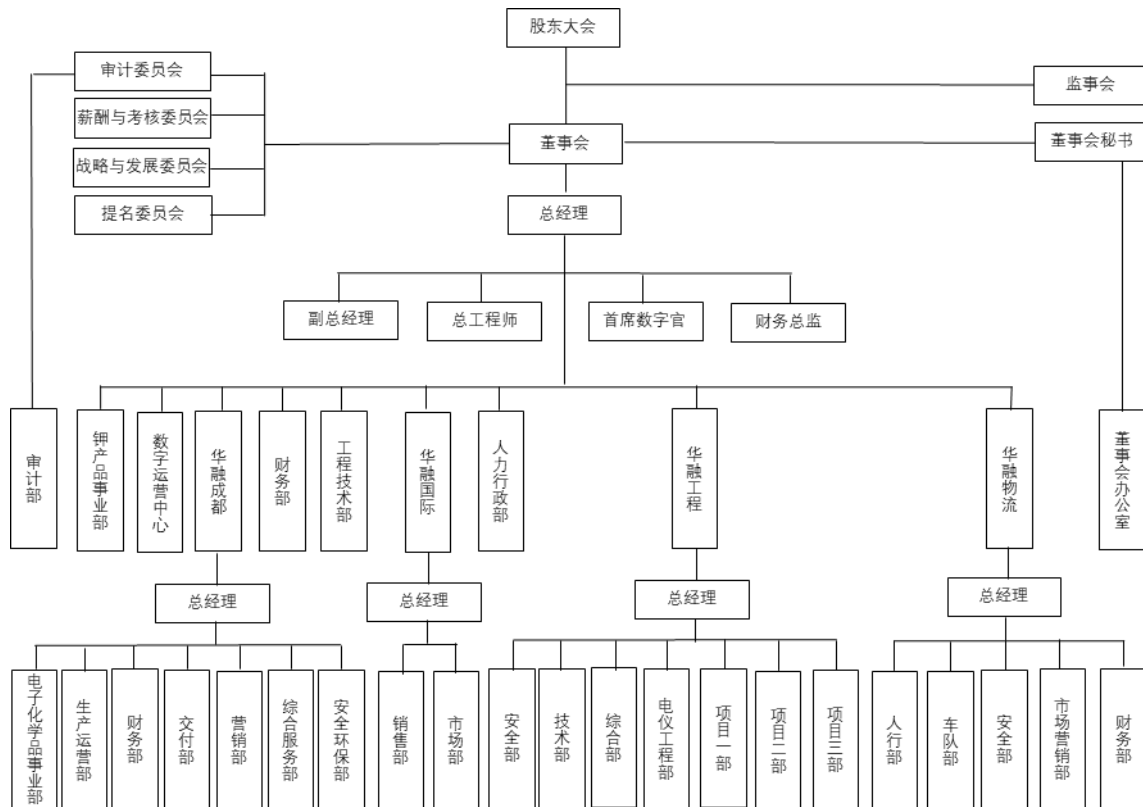 股东大会
审计委员会
监事会
薪酬与考核委员会
董事会
董事会秘书
战略与发展委员会
提名委员会
总经理
副总经理
总工程师
首席数字官
财务总监
审计部
钾产品事业部
数字运营中心
华融成都
财务部
工程技术部
华融国际
人力行政部
华融工程
华融物流
董事会办公室
总经理
总经理
总经理
总经理
电子化学品事业部
生产运营部
财务部
交付部
营销部
综合服务部
安全环保部
销售部
市场部
安全部
技术部
综合部
电仪工程部
项目一部
项目二部
项目三部
人行部
车队部
安全部
市场营销部
财务部